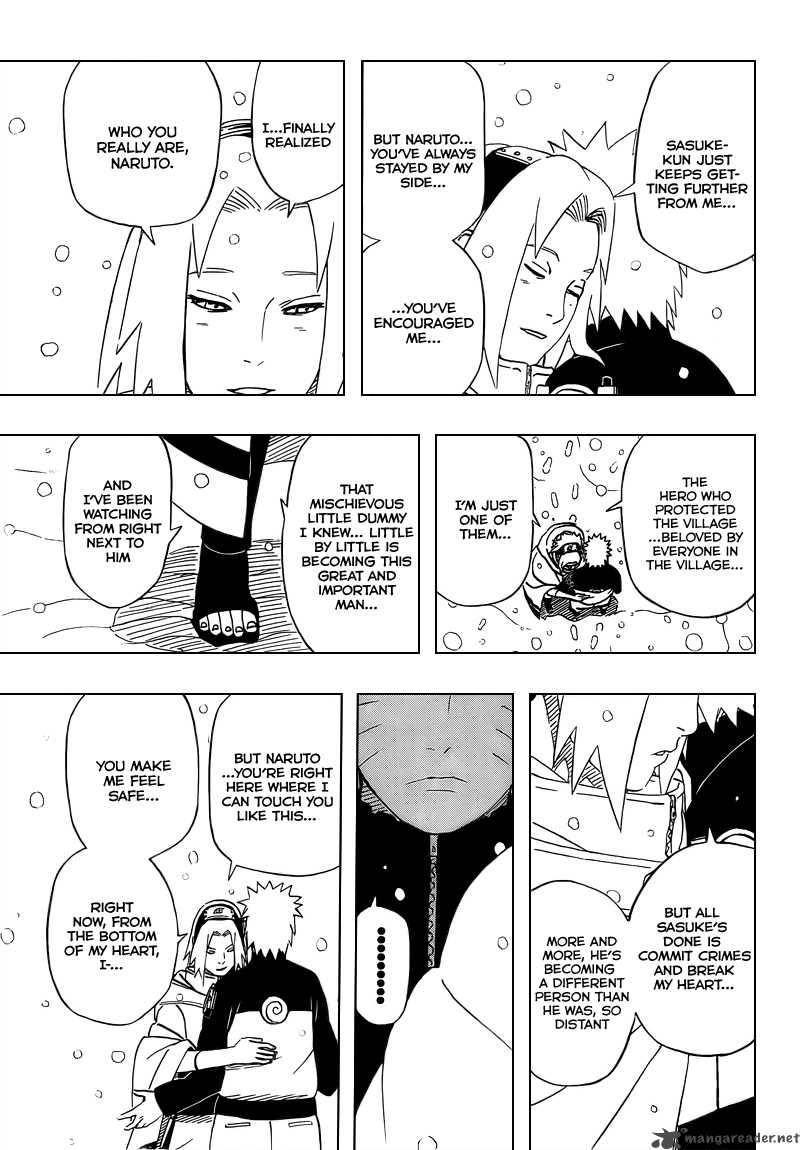 SASUKE-
KUN JUST
KEEPS GET-
TING FURTHER
FROM ME...
BUT NARUTO...
YOU'VE ALWAYS
STAYED BY MY
SIDE...
...YOU'VE
ENCOURAGED
ME...
I...FINALLY
REALIZED
WHO YOU
REALLY ARE,
NARUTO.
THE
HERO WHO
PROTECTED
THE VILLAGE
...BELOVED BY
EVERYONE IN
THE VILLAGE...
I'M JUST
ONE OF
THEM...
THAT
MISCHIEVOUS
LITTLE DUMMY
I KNEW... LITTLE
BY LITTLE IS
BECOMING THIS
GREAT AND
IMPORTANT
MAN...
AND
I'VE BEEN
WATCHING
FROM RIGHT
NEXT TO
HIM
BUT ALL
SASUKE'S
DONE IS
COMMIT CRIMES
AND BREAK
MY HEART...
MORE AND
MORE, HE'S
BECOMING
A DIFFERENT
PERSON THAN
HE WAS, SO
DISTANT
.........
BUT NARUTO
...YOU'RE RIGHT
HERE WHERE I
CAN TOUCH YOU
LIKE THIS...
YOU MAKE
ME FEEL
SAFE...
RIGHT
NOW, FROM
THE BOTTOM
OF MY HEART,
I-...
mangareader.net